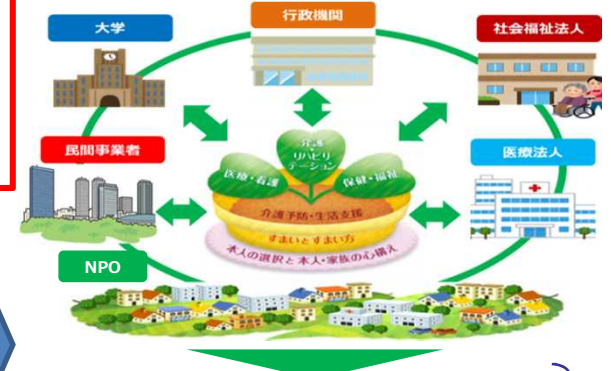 行政機関
大学
社会福祉法人
民間事業者
医療法人
介護
リハビリ
テーション
医療・看護
保健・福祉
介護予防・生活支援
すまいとすまい方
本人の選択と本人・家族の心構え
NPO